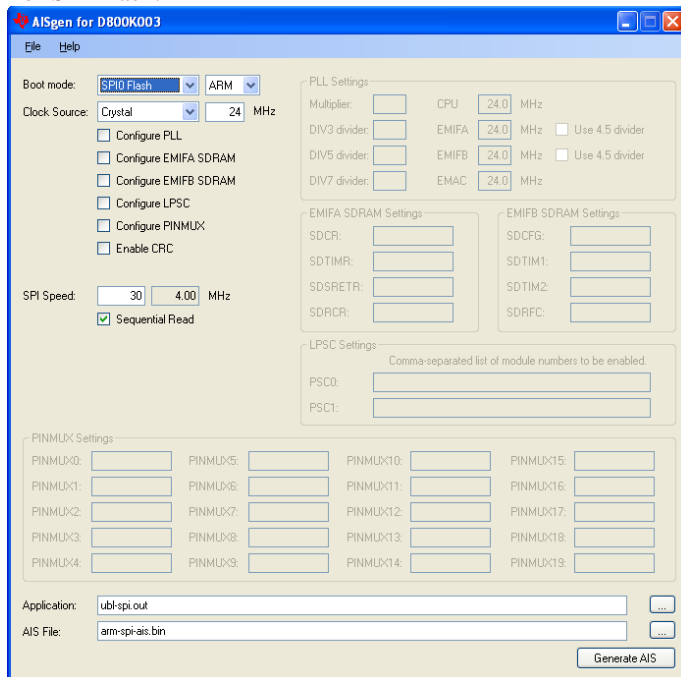 AISgen for D800K003
File Help
Boot mode: SPI0 Flash ARM
Clock Source: Crystal 24 MHz
Configure PLL
Configure EMIFA SDRAM
Configure EMIFB SDRAM
Configure LPSC
Configure PINMUX
Enable CRC
SPI Speed: 30 4.00 MHz
Sequential Read
PLL Settings
Multiplier: CPU 24.0 MHz
DIV3 divider: EMIFA 24.0 MHz Use 4.5 divider
DIV5 divider: EMIFB 24.0 MHz Use 4.5 divider
DIV7 divider: EMAC 24.0 MHz
EMIFA SDRAM Settings
SDCR:
SDTIMR:
SDSRETR:
SDRCR:
EMIFB SDRAM Settings
SDCFG:
SDTIM1:
SDTIM2:
SDRFC:
LPSC Settings
Comma-separated list of module numbers to be enabled.
PSC0:
PSC1:
PINMUX Settings
PINMUX0: PINMUX5: PINMUX10: PINMUX15:
PINMUX1: PINMUX6: PINMUX11: PINMUX16:
PINMUX2: PINMUX7: PINMUX12: PINMUX17:
PINMUX3: PINMUX8: PINMUX13: PINMUX18:
PINMUX4: PINMUX9: PINMUX14: PINMUX19:
Application: ubl-spi.out ...
AIS File: arm-spi-ais.bin ...
Generate AIS